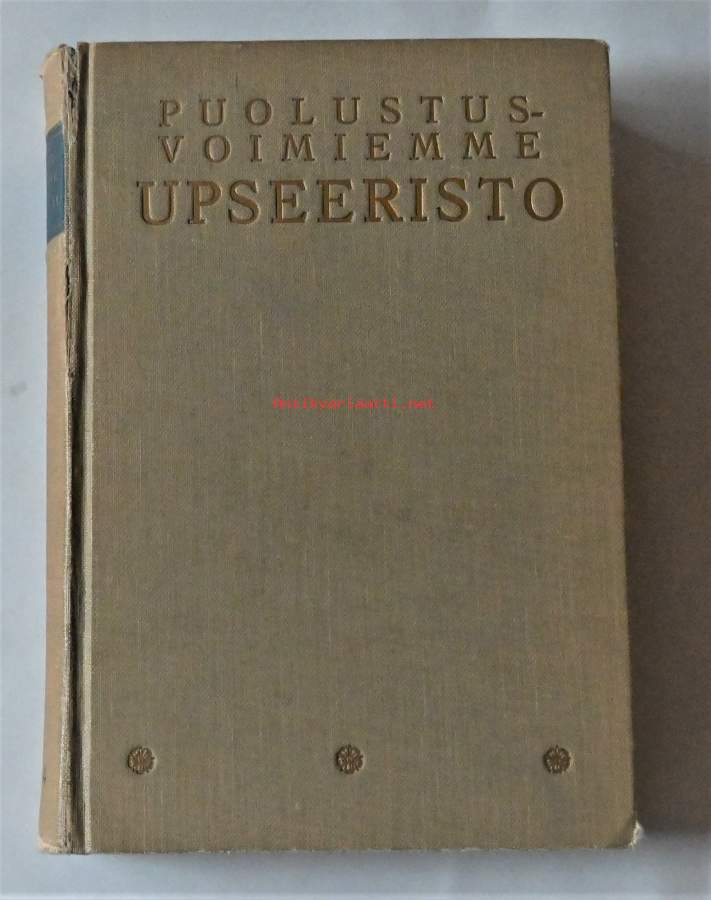 PUOLUSTUS-
VOIMIEMME
UPSEERISTO
Antikvariaatti.net